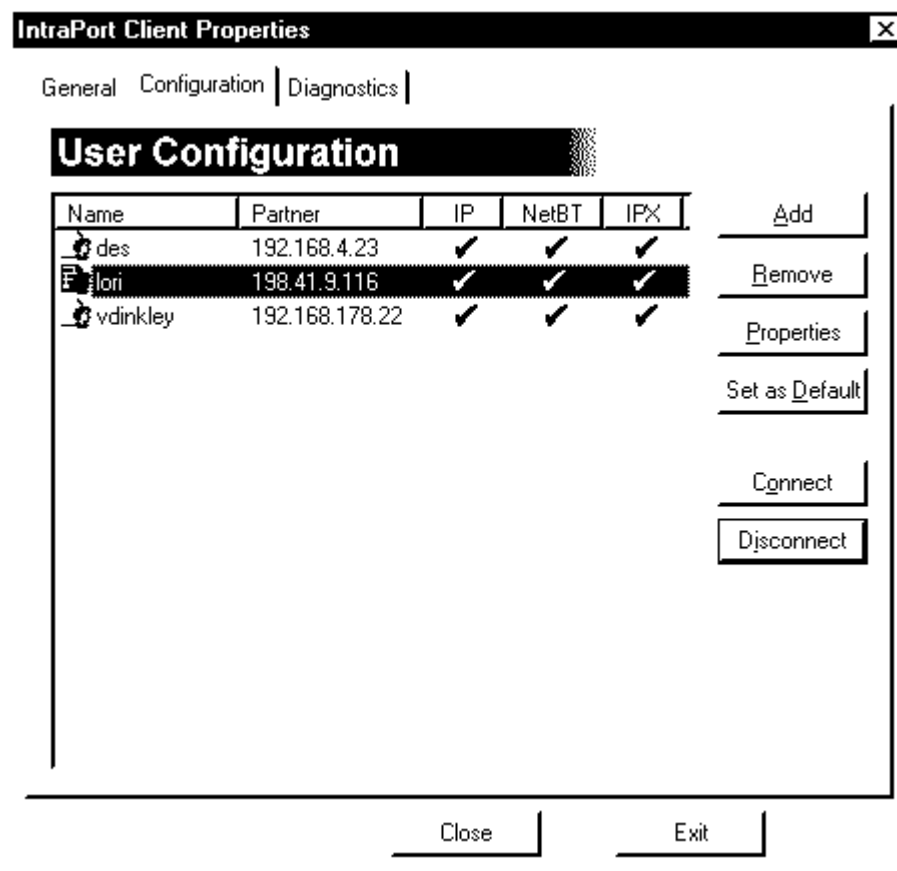 IntraPort Client Properties
General Configuration Diagnostics
User Configuration
Name Partner IP NetBT IPX
des 192.168.4.23
lori 198.41.9.116
vdinkley 192.168.178.22
Add
Remove
Properties
Set as Default
Connect
Disconnect
Close Exit